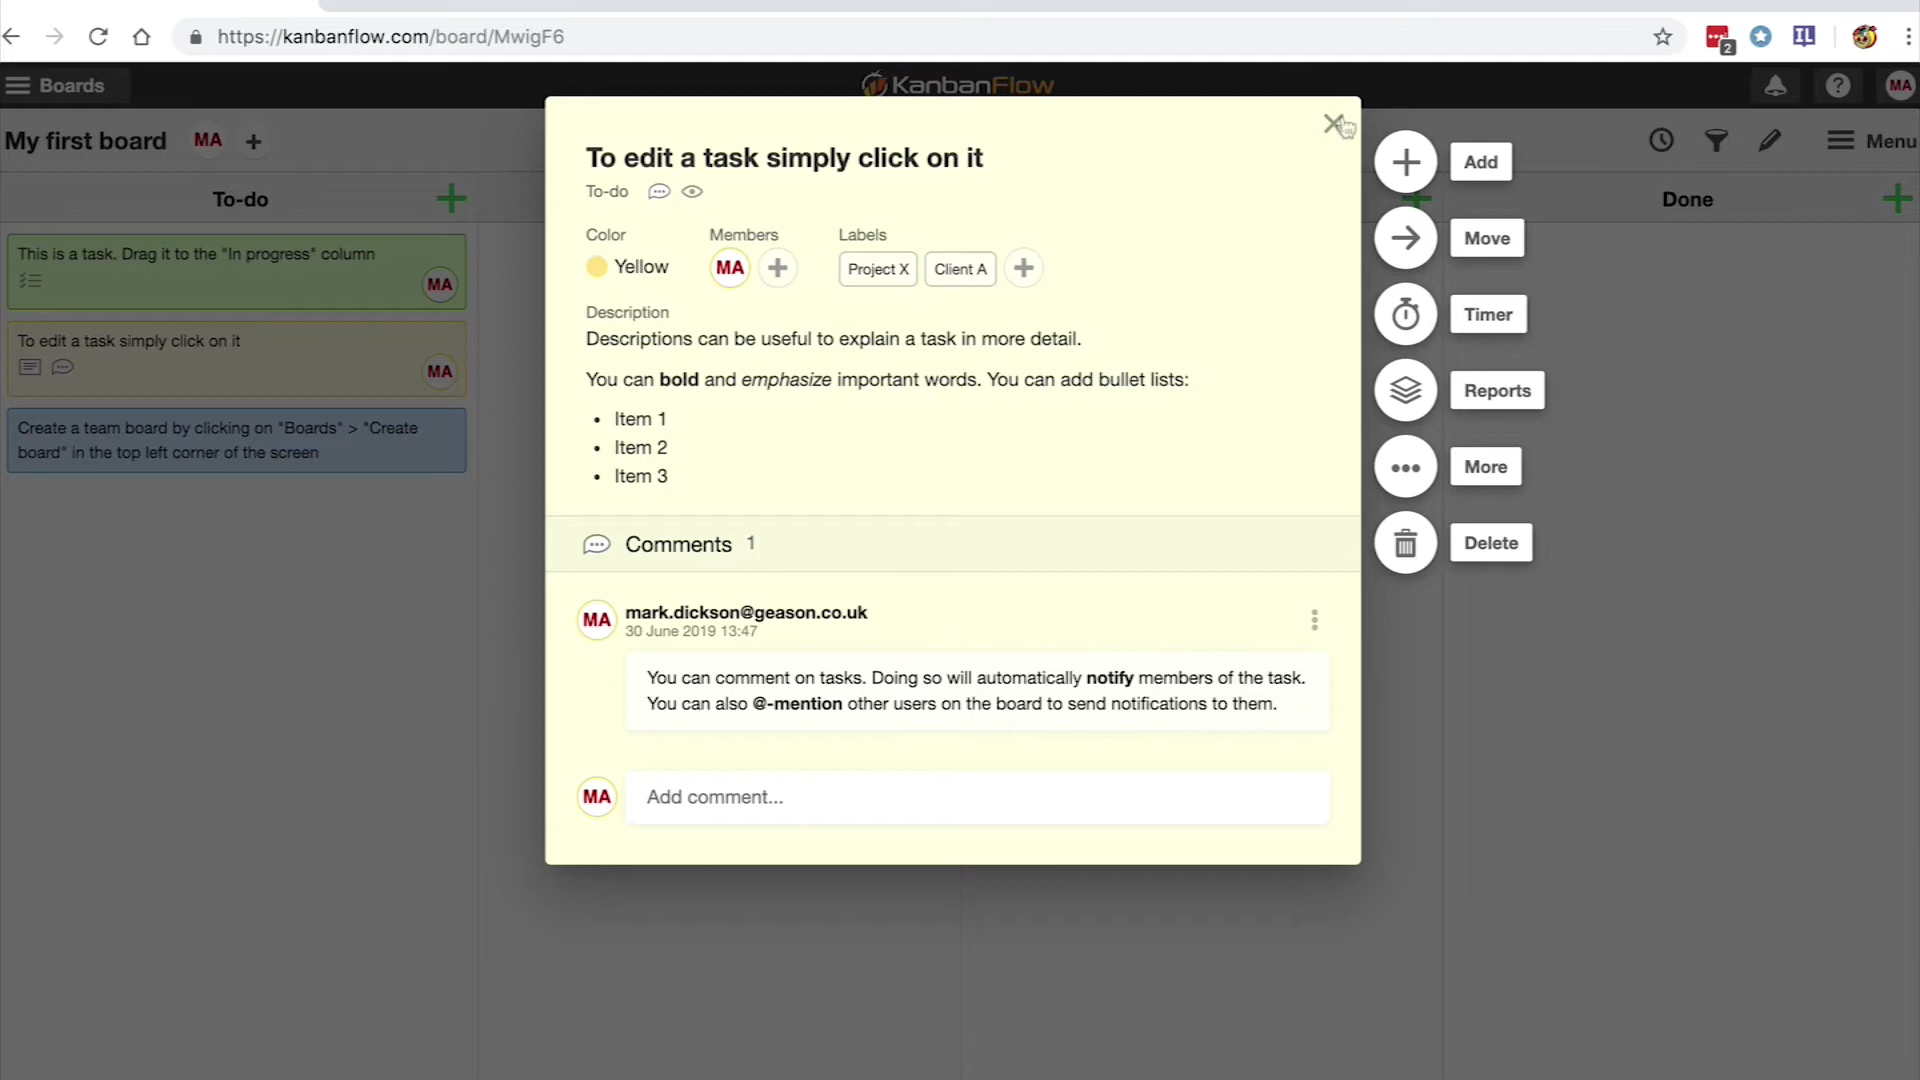 https://kanbanflow.com/board/MwigF6
2
IL
Boards
KanbanFlow
MA
My first board
MA
Menu
To-do
Done
This is a task. Drag it to the "In progress" column
MA
To edit a task simply click on it
MA
Create a team board by clicking on "Boards" > "Create
board" in the top left corner of the screen
To edit a task simply click on it
To-do
Color
Members
Labels
Yellow
MA
Project X
Client A
Description
Descriptions can be useful to explain a task in more detail.
You can bold and emphasize important words. You can add bullet lists:
• Item 1
• Item 2
• Item 3
Comments 1
MA
mark.dickson@geason.co.uk
30 June 2019 13:47
You can comment on tasks. Doing so will automatically notify members of the task.
You can also @-mention other users on the board to send notifications to them.
MA
Add comment...
Add
Move
Timer
Reports
More
Delete